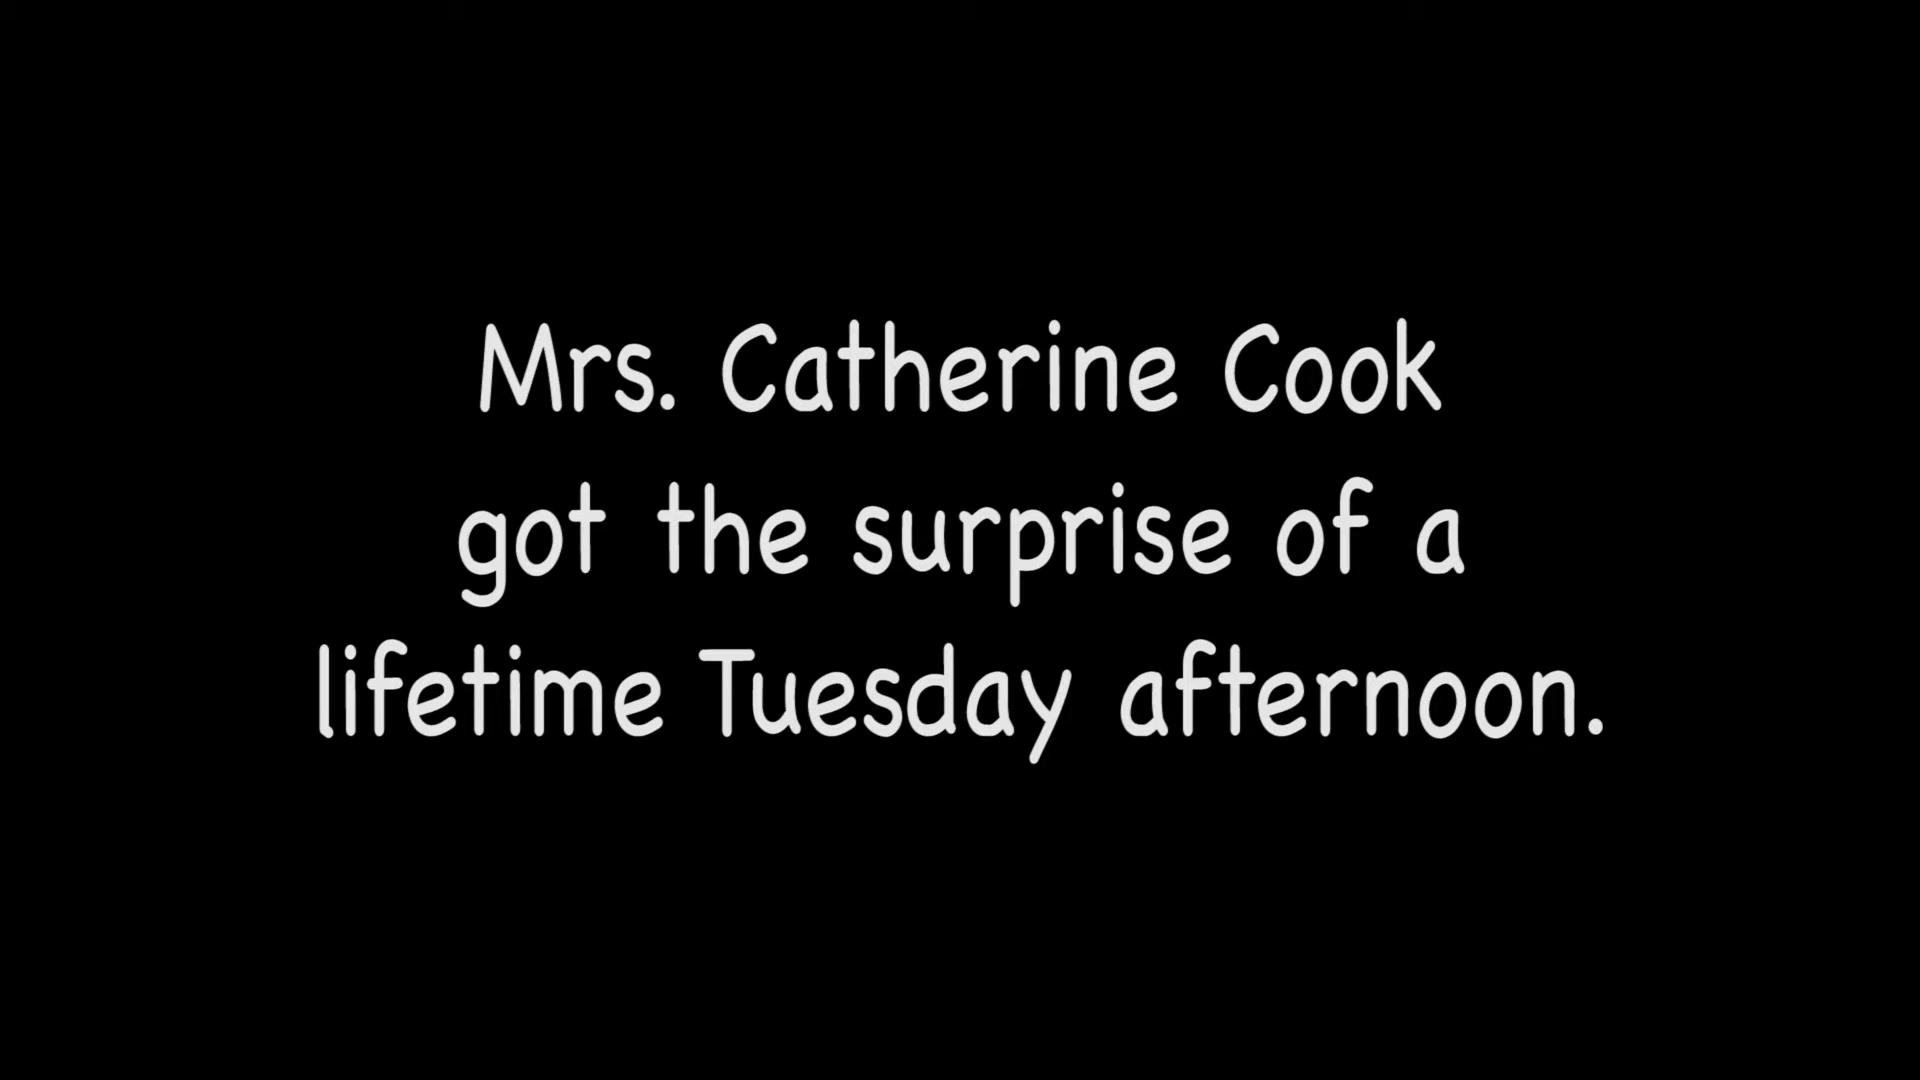 Mrs. Catherine Cook
got the surprise of a
lifetime Tuesday afternoon.